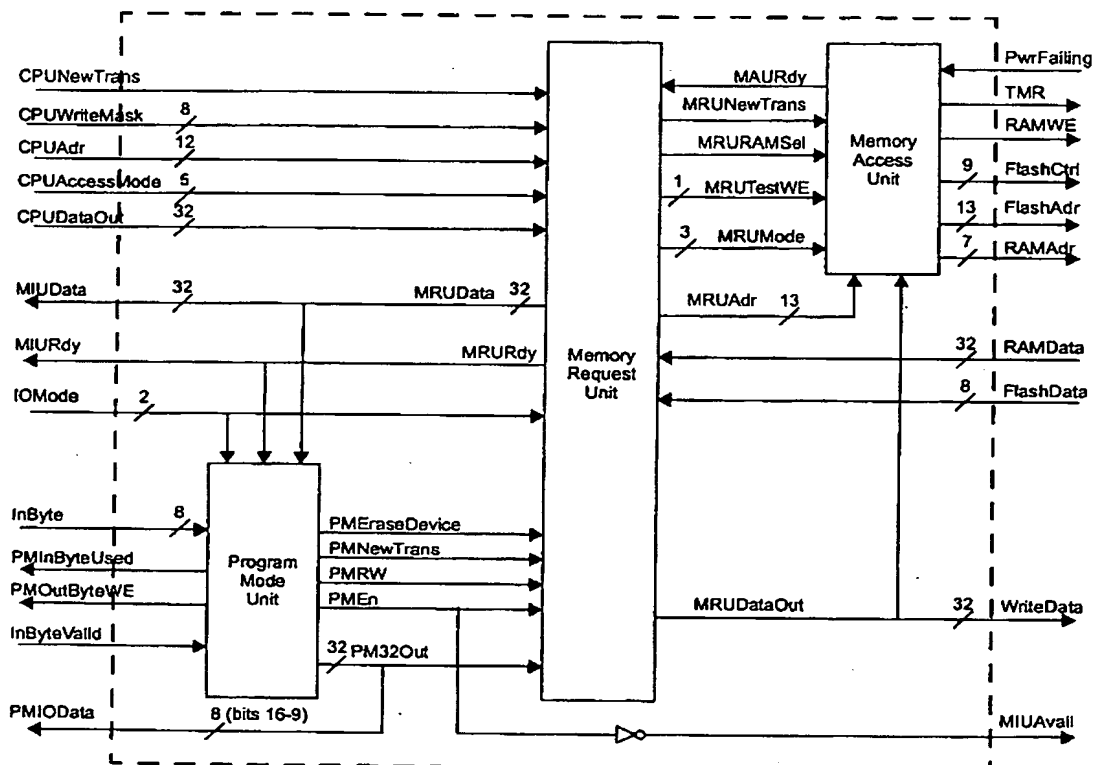 CPUNewTrans
CPUWriteMask 8
CPUAdr 12
CPUAccessMode 5
CPUDataOut 32
MIUData 32
MRUData 32
MIURdy
MRURdy
IOMode 2
InByte 8
PMInByteUsed
PMOutByteWE
InByteValid
PMIOData
8 (bits 16-9)
Program
Mode
Unit
PMEraseDevice
PMNewTrans
PMRW
PMEn
32 PM32Out
Memory
Request
Unit
MAURdy
MRUNewTrans
MRURAMSel
1 MRUTestWE
3 MRUMode
MRUAdr 13
MRUDataOut
Memory
Access
Unit
PwrFailing
TMR
RAMWE
9 FlashCtrl
13 FlashAdr
7 RAMAdr
32 RAMData
8 FlashData
32 WriteData
MIUAvail